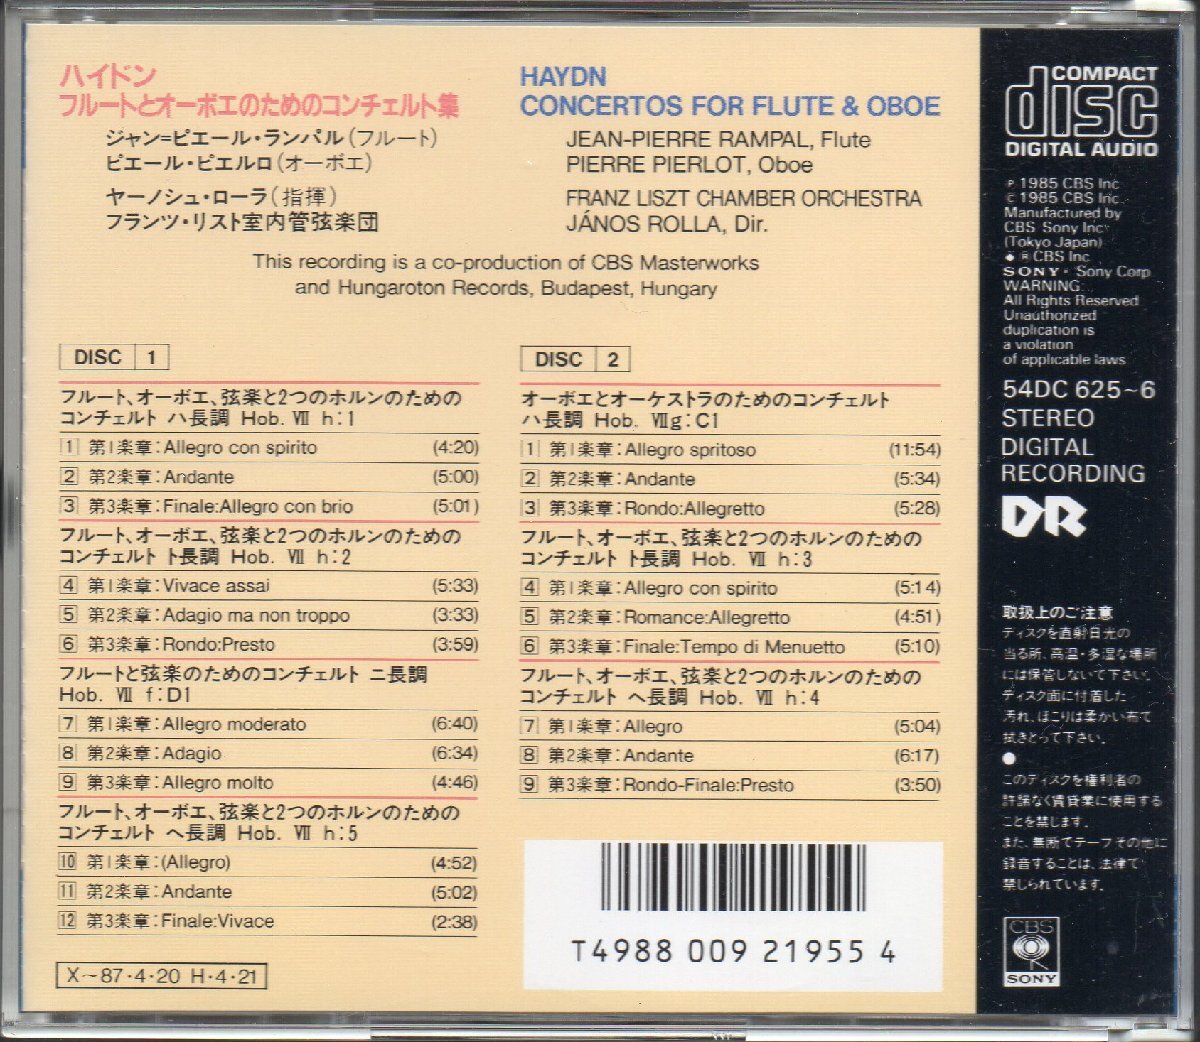 ハイドン
フルートとオーボエのためのコンチェルト集
ジャン=ピエール・ランパル(フルート)
ピエール・ピエルロ(オーボエ)
ヤーノシュ・ローラ(指揮)
フランツ・リスト室内管弦楽団
HAYDN
CONCERTOS FOR FLUTE & OBOE
JEAN-PIERRE RAMPAL, Flute
PIERRE PIERLOT, Oboe
FRANZ LISZT CHAMBER ORCHESTRA
JÁNOS ROLLA, Dir.
This recording is a co-production of CBS Masterworks
and Hungaroton Records, Budapest, Hungary
DISC 1
フルート、オーボエ、弦楽と2つのホルンのための
コンチェルト ハ長調 Hob. Ⅶ h:1
1 第1楽章:Allegro con spirito (4:20)
2 第2楽章:Andante (5:00)
3 第3楽章:Finale:Allegro con brio (5:01)
フルート、オーボエ、弦楽と2つのホルンのための
コンチェルト ト長調 Hob. Ⅶ h:2
4 第1楽章:Vivace assai (5:33)
5 第2楽章:Adagio ma non troppo (3:33)
6 第3楽章:Rondo:Presto (3:59)
フルートと弦楽のためのコンチェルト ニ長調
Hob. Ⅶ f:D1
7 第1楽章:Allegro moderato (6:40)
8 第2楽章:Adagio (6:34)
9 第3楽章:Allegro molto (4:46)
フルート、オーボエ、弦楽と2つのホルンのための
コンチェルト ヘ長調 Hob. Ⅶ h:5
10 第1楽章:(Allegro) (4:52)
11 第2楽章:Andante (5:02)
12 第3楽章:Finale:Vivace (2:38)
X~87・4・20 H・4・21
DISC 2
オーボエとオーケストラのためのコンチェルト
ハ長調 Hob. Ⅶg:C1
1 第1楽章:Allegro spritoso (11:54)
2 第2楽章:Andante (5:34)
3 第3楽章:Rondo:Allegretto (5:28)
フルート、オーボエ、弦楽と2つのホルンのための
コンチェルト ト長調 Hob. Ⅶ h:3
4 第1楽章:Allegro con spirito (5:14)
5 第2楽章:Romance:Allegretto (4:51)
6 第3楽章:Finale:Tempo di Menuetto (5:10)
フルート、オーボエ、弦楽と2つのホルンのための
コンチェルト ヘ長調 Hob. Ⅶ h:4
7 第1楽章:Allegro (5:04)
8 第2楽章:Andante (6:17)
9 第3楽章:Rondo-Finale:Presto (3:50)
T4988 009 21955 4
COMPACT
disc
DIGITAL AUDIO
℗ 1985 CBS Inc
© 1985 CBS Inc.
Manufactured by
CBS Sony Inc
(Tokyo Japan)
◆ ® CBS Inc
SONY・Sony Corp
WARNING:
All Rights Reserved
Unauthorized
duplication is
a violation
of applicable laws
54DC 625~6
STEREO
DIGITAL
RECORDING
DR
取扱上のご注意
ディスクを直射日光の
当る所、高温・多湿な場所
には保管しないで下さい。
ディスク面に付着した
汚れ、ほこりは柔かい布で
拭きとって下さい。
●
このディスクを権利者の
許諾なく賃貸業に使用する
ことを禁じます。
また、無断でテープその他に
録音することは、法律で
禁じられています。
CBS
SONY